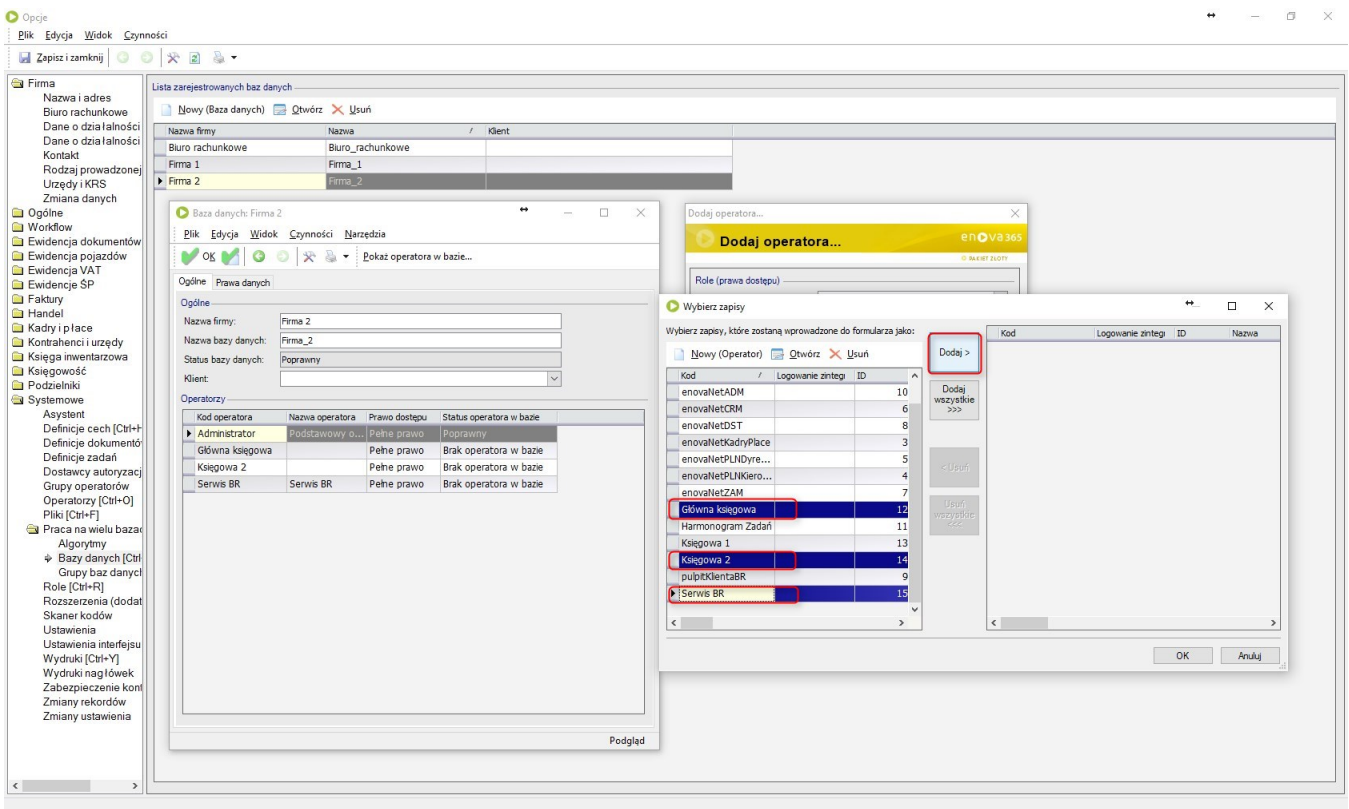 Opcje
Plik Edycja Widok Czynności
Zapisz i zamknij
Firma
Nazwa i adres
Biuro rachunkowe
Dane o działalności
Dane o działalności
Kontakt
Rodzaj prowadzonej
Urzędy i KRS
Zmiana danych
Ogólne
Workflow
Ewidencja dokumentów
Ewidencja pojazdów
Ewidencja VAT
Ewidencje ŚP
Faktury
Handel
Kadry i płace
Kontrahenci i urzędy
Księga inwentarzowa
Księgowość
Podzielniki
Systemowe
Asystent
Definicje cech [Ctrl+H
Definicje dokumentó
Definicje zadań
Dostawcy autoryzacj
Grupy operatorów
Operatorzy [Ctrl+O]
Pliki [Ctrl+F]
Praca na wielu bazac
Algorytmy
Bazy danych [Ctrl
Grupy baz danych
Role [Ctrl+R]
Rozszerzenia (dodat
Skaner kodów
Ustawienia
Ustawienia interfejsu
Wydruki [Ctrl+Y]
Wydruki nagłówek
Zabezpieczenie kont
Zmiany rekordów
Zmiany ustawienia
Lista zarejestrowanych baz danych
Nowy (Baza danych) Otwórz Usuń
Nazwa firmy Nazwa / Klient
Biuro rachunkowe Biuro_rachunkowe
Firma 1 Firma_1
Firma 2 Firma_2
Baza danych: Firma 2
Plik Edycja Widok Czynności Narzędzia
OK Pokaż operatora w bazie...
Ogólne Prawa danych
Ogólne
Nazwa firmy: Firma 2
Nazwa bazy danych: Firma_2
Status bazy danych: Poprawny
Klient:
Operatorzy
Kod operatora Nazwa operatora Prawo dostępu Status operatora w bazie
Administrator Podstawowy o... Pełne prawo Poprawny
Główna księgowa Pełne prawo Brak operatora w bazie
Księgowa 2 Pełne prawo Brak operatora w bazie
Serwis BR Serwis BR Pełne prawo Brak operatora w bazie
Podgląd
Dodaj operatora...
Dodaj operatora... enova365
PAKIET ZŁOTY
Role (prawa dostępu)
Wybierz zapisy
Wybierz zapisy, które zostaną wprowadzone do formularza jako:
Nowy (Operator) Otwórz Usuń
Kod / Logowanie zintegr ID
enovaNetADM 10
enovaNetCRM 6
enovaNetDST 8
enovaNetKadryPlace 3
enovaNetPLNDyre... 5
enovaNetPLNKiero... 4
enovaNetZAM 7
Główna księgowa 12
Harmonogram Zadań 11
Księgowa 1 13
Księgowa 2 14
pulpitKlientaBR 9
Serwis BR 15
Dodaj >
Dodaj wszystkie >>>
< Usuń
Usuń wszystkie <<<
Kod Logowanie zintegr ID Nazwa
OK Anuluj